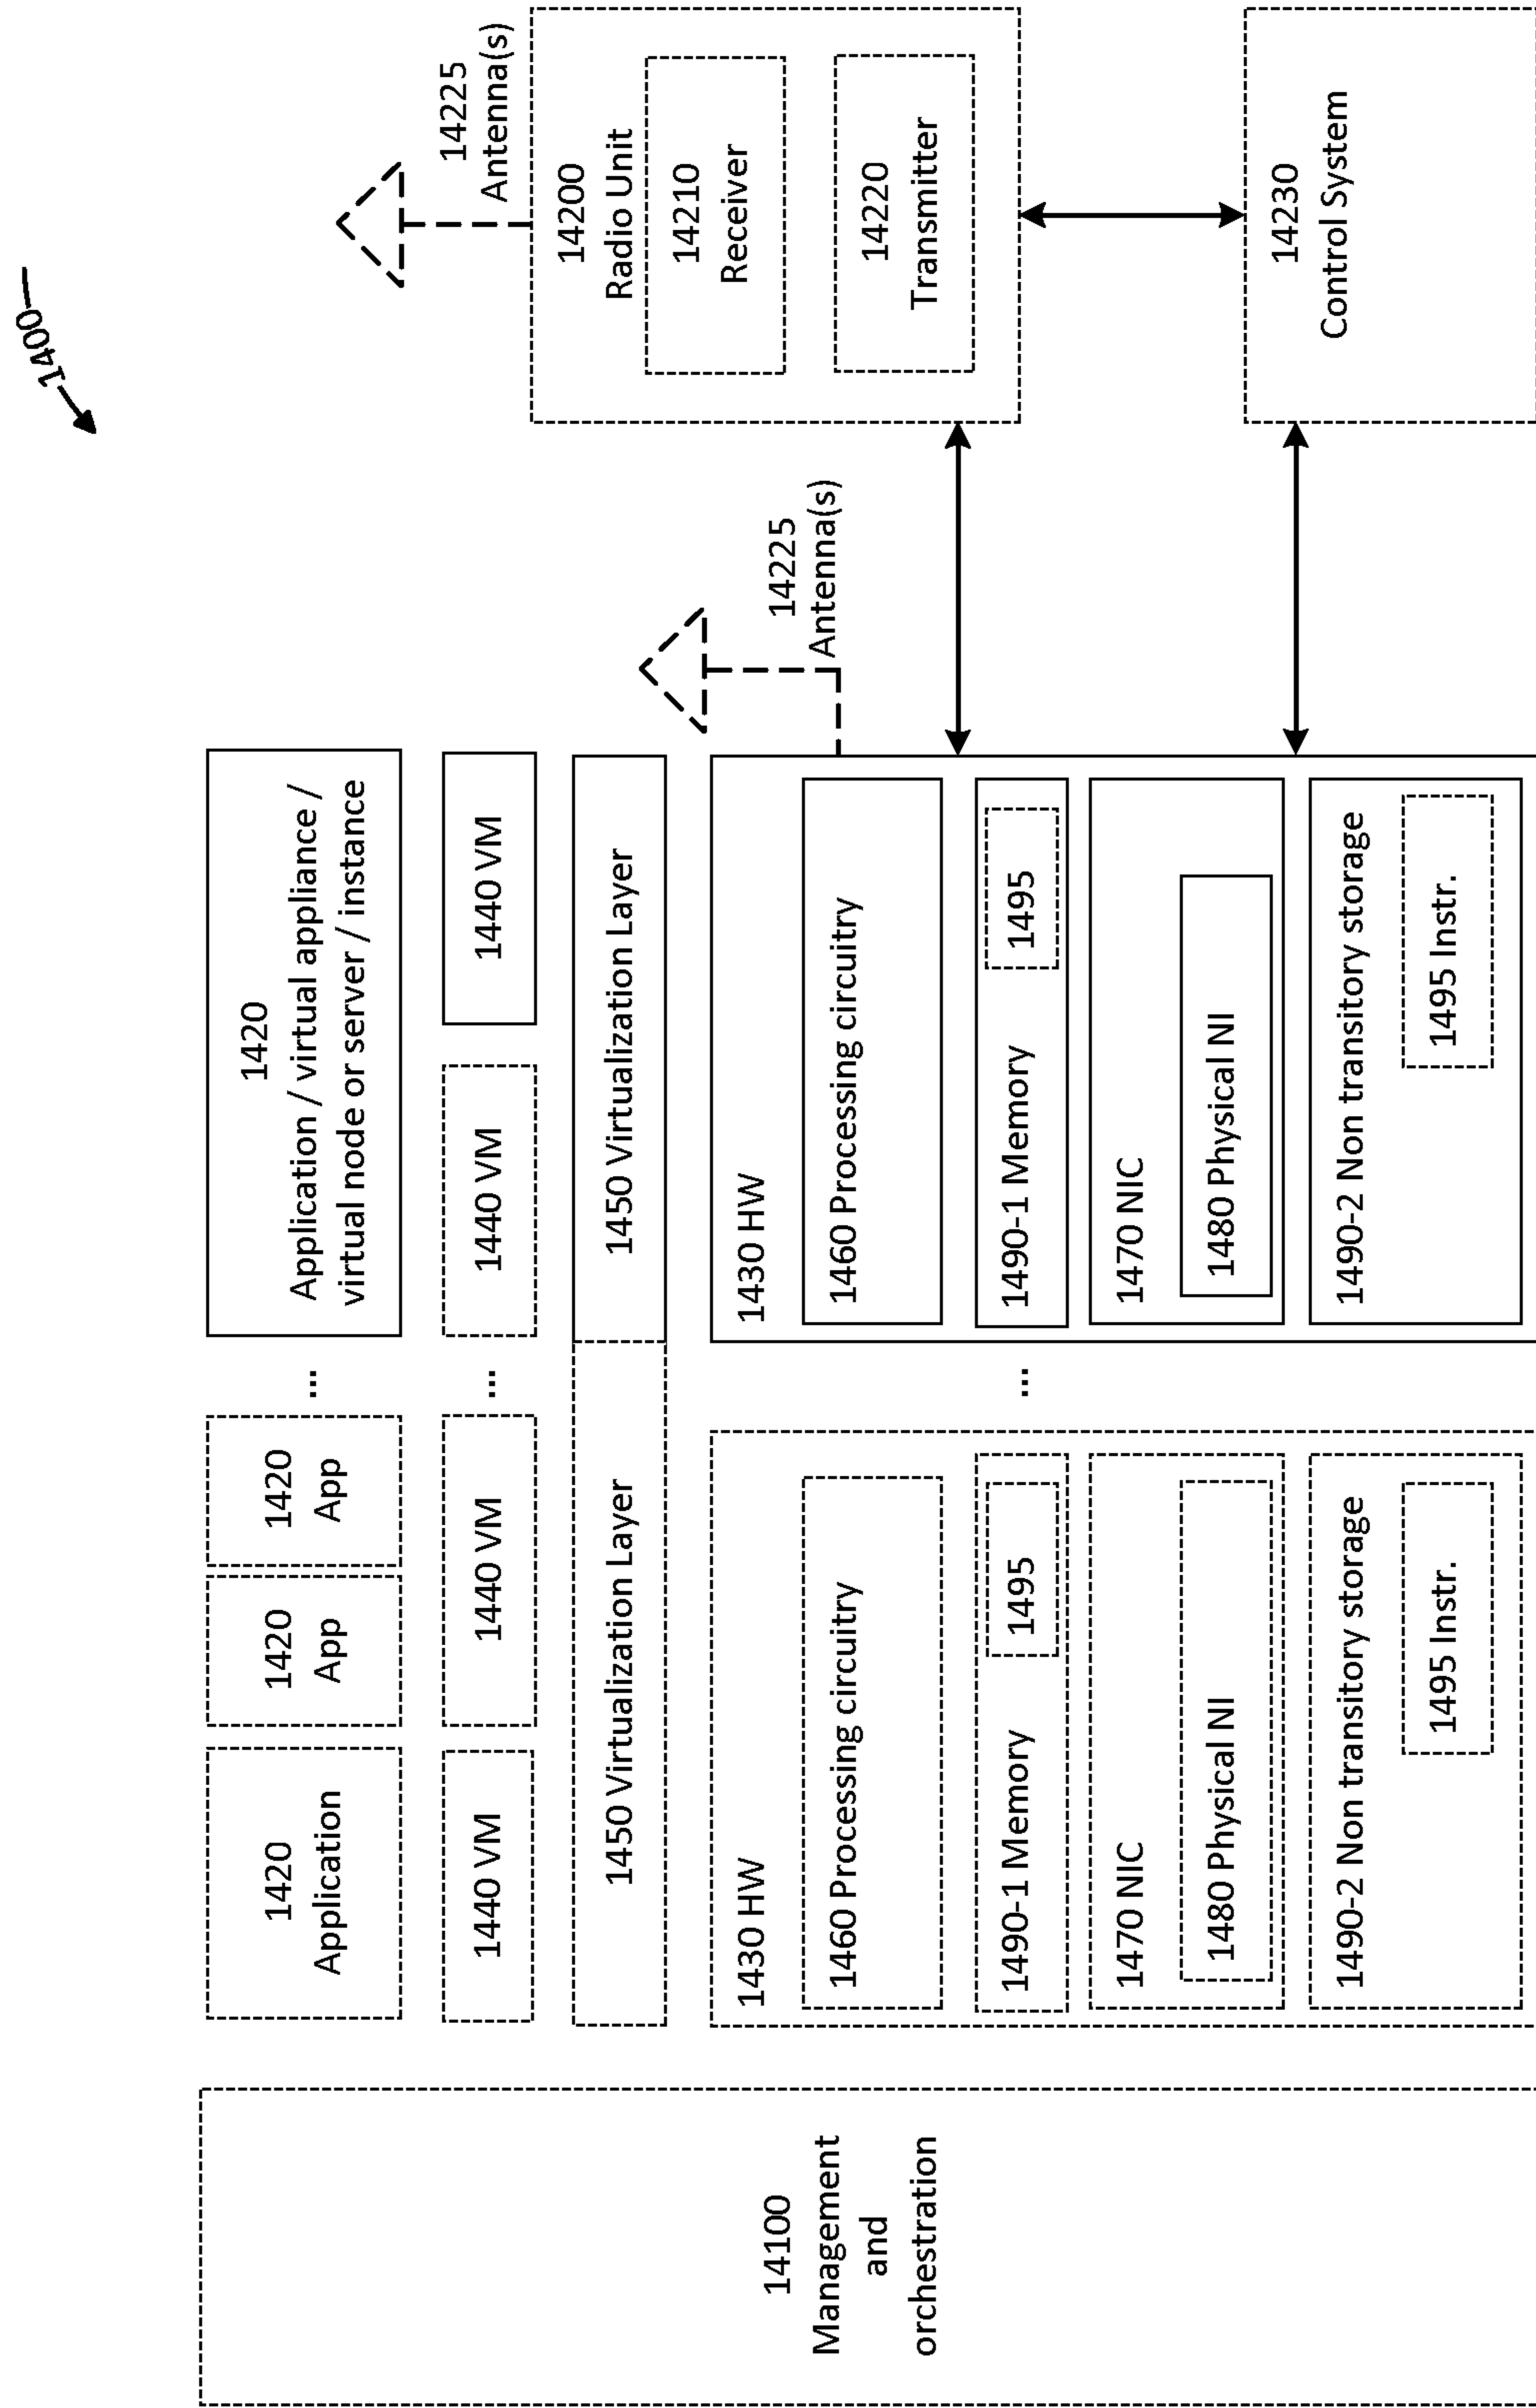 1400
14100
Management
and
orchestration
1420
Application
1420
App
1420
App
...
1420
Application / virtual appliance /
virtual node or server / instance
1440 VM
1440 VM
...
1440 VM
1440 VM
1450 Virtualization Layer
1450 Virtualization Layer
1430 HW
1460 Processing circuitry
1490-1 Memory
1495
1470 NIC
1480 Physical NI
1490-2 Non transitory storage
1495 Instr.
...
1430 HW
1460 Processing circuitry
1490-1 Memory
1495
1470 NIC
1480 Physical NI
1490-2 Non transitory storage
1495 Instr.
14225
Antenna(s)
14225
Antenna(s)
14200
Radio Unit
14210
Receiver
14220
Transmitter
14230
Control System